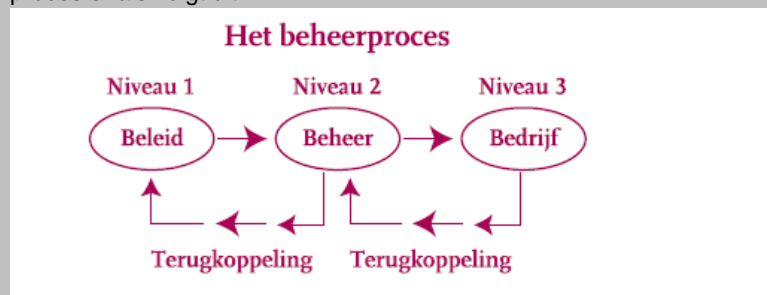 Het beheerproces
Niveau 1 Niveau 2 Niveau 3
Beleid Beheer Bedrijf
Terugkoppeling Terugkoppeling